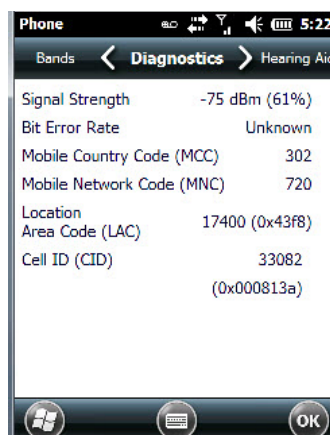 Phone 5:22
Bands Diagnostics Hearing Aid
Signal Strength -75 dBm (61%)
Bit Error Rate Unknown
Mobile Country Code (MCC) 302
Mobile Network Code (MNC) 720
Location
Area Code (LAC) 17400 (0x43f8)
Cell ID (CID) 33082
(0x000813a)
OK